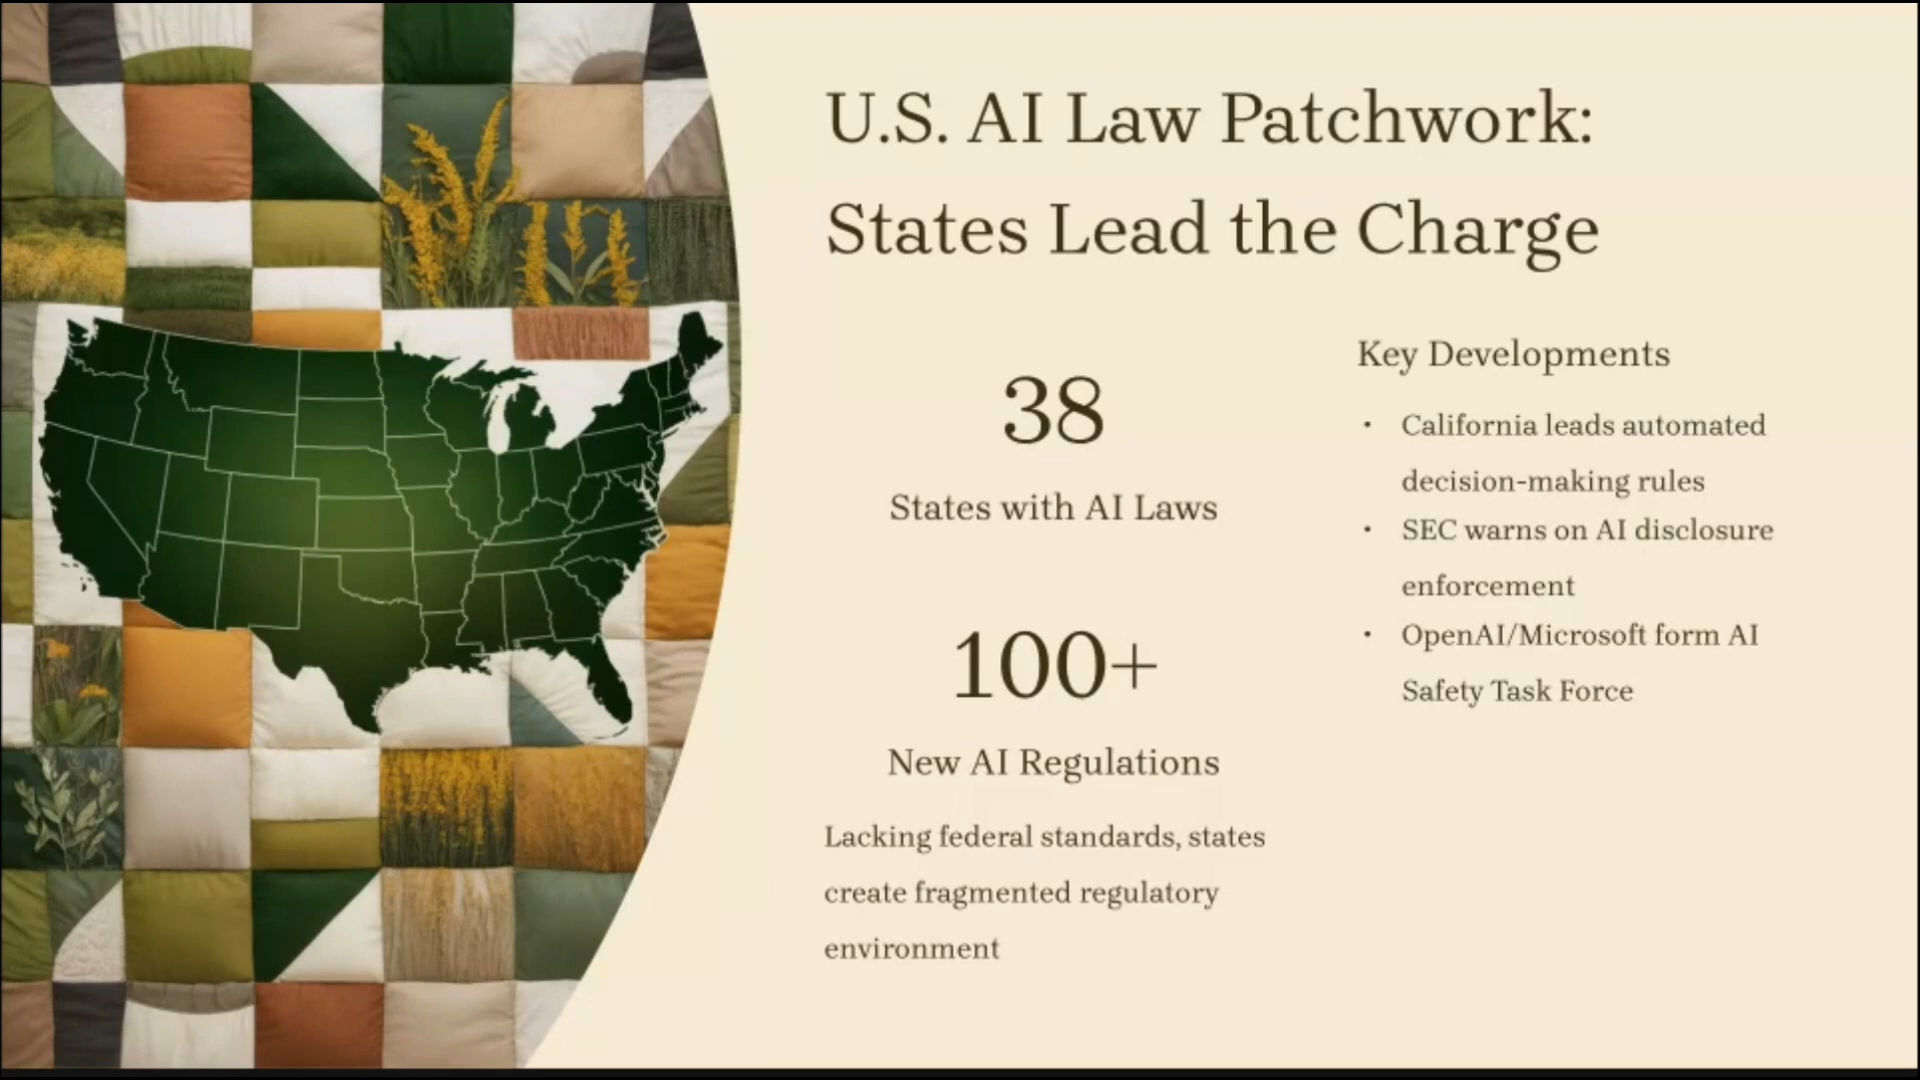 U.S. AI Law Patchwork:
States Lead the Charge
38
States with AI Laws
100+
New AI Regulations
Lacking federal standards, states
create fragmented regulatory
environment
Key Developments
• California leads automated
decision-making rules
• SEC warns on AI disclosure
enforcement
• OpenAI/Microsoft form AI
Safety Task Force